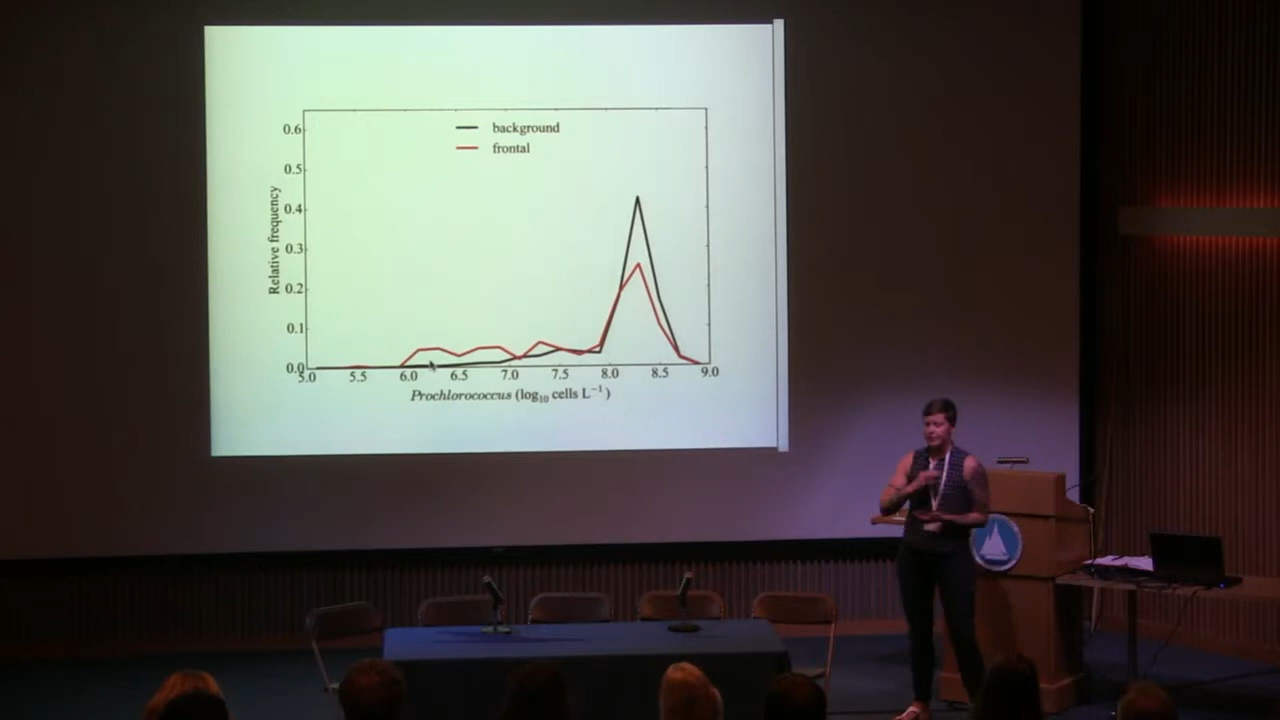 background
frontal
0.6
0.5
0.4
0.3
0.2
0.1
0.0
Relative frequency
5.0 5.5 6.0 6.5 7.0 7.5 8.0 8.5 9.0
Prochlorococcus (log₁₀ cells L⁻¹)